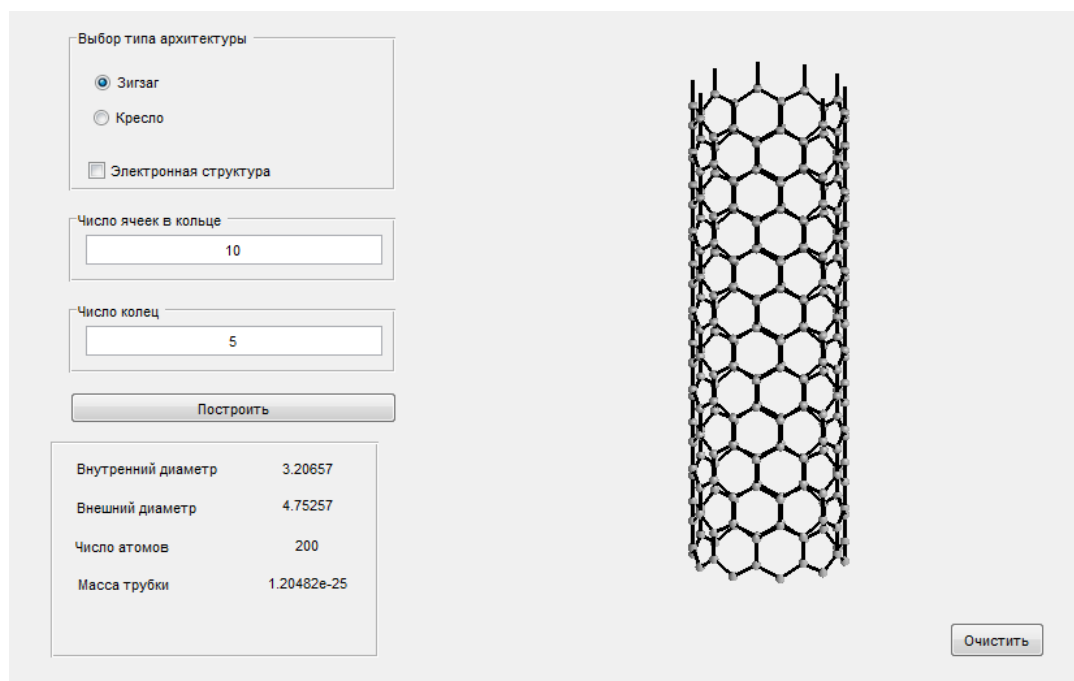 Выбор типа архитектуры
Зигзаг
Кресло
Электронная структура
Число ячеек в кольце
10
Число колец
5
Построить
Внутренний диаметр 3.20657
Внешний диаметр 4.75257
Число атомов 200
Масса трубки 1.20482e-25
Очистить